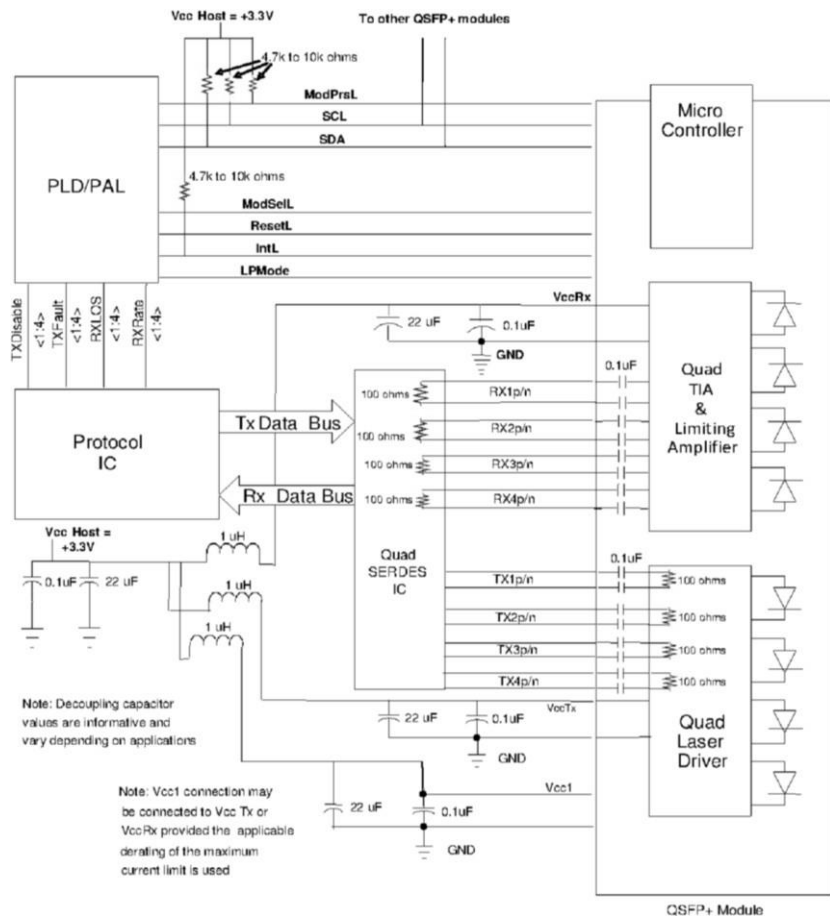 Vcc Host = +3.3V
To other QSFP+ modules
4.7k to 10k ohms
ModPrsL
SCL
SDA
Micro
Controller
PLD/PAL
4.7k to 10k ohms
ModSelL
ResetL
IntL
LPMode
TXDisable
<1:4>
TXFault
<1:4>
RXLOS
<1:4>
RXRate
<1:4>
VccRx
22 uF
0.1uF
GND
0.1uF
Quad
TIA
&
Limiting
Amplifier
100 ohms
RX1p/n
100 ohms
RX2p/n
100 ohms
RX3p/n
100 ohms
RX4p/n
Protocol
IC
Tx Data Bus
Rx Data Bus
Vcc Host =
+3.3V
0.1uF
22 uF
1 uH
1 uH
1 uH
Quad
SERDES
IC
0.1uF
TX1p/n
100 ohms
TX2p/n
100 ohms
TX3p/n
100 ohms
TX4p/n
100 ohms
Note: Decoupling capacitor
values are informative and
vary depending on applications
VccTx
22 uF
0.1uF
GND
Quad
Laser
Driver
Note: Vcc1 connection may
be connected to Vcc Tx or
VccRx provided the applicable
derating of the maximum
current limit is used
Vcc1
22 uF
0.1uF
GND
QSFP+ Module